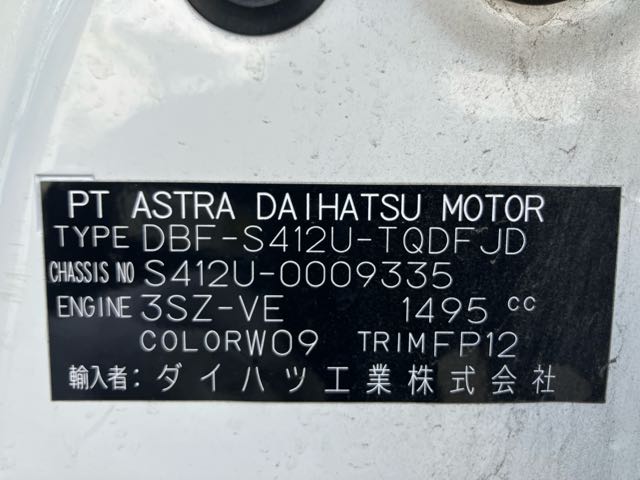 PT ASTRA DAIHATSU MOTOR
TYPE DBF-S412U-TQDFJD
CHASSIS NO S412U-0009335
ENGINE 3SZ-VE 1495 cc
COLOR W09 TRIM FP12
輸入者: ダイハツ工業株式会社